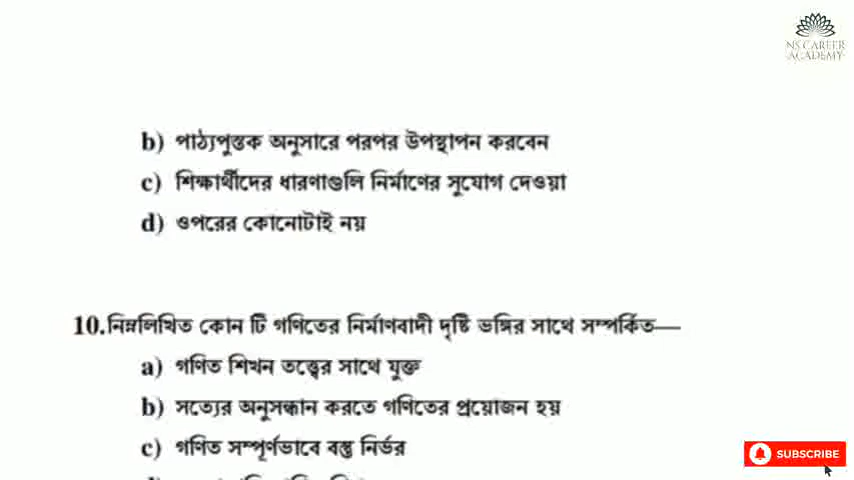 NS CAREER
ACADEMY
b) পাঠ্যপুস্তক অনুসারে পরপর উপস্থাপন করবেন
c) শিক্ষার্থীদের ধারণাগুলি নির্মাণের সুযোগ দেওয়া
d) ওপরের কোনোটাই নয়
10.নিম্নলিখিত কোন টি গণিতের নির্মাণবাদী দৃষ্টি ভঙ্গির সাথে সম্পর্কিত—
a) গণিত শিখন তত্ত্বের সাথে যুক্ত
b) সত্যের অনুসন্ধান করতে গণিতের প্রয়োজন হয়
c) গণিত সম্পূর্ণভাবে বস্তু নির্ভর
SUBSCRIBE